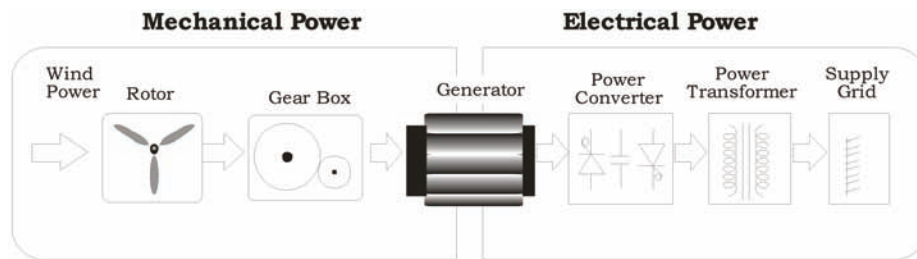 Mechanical Power
Electrical Power
Wind
Power
Rotor
Gear Box
Generator
Power
Converter
Power
Transformer
Supply
Grid